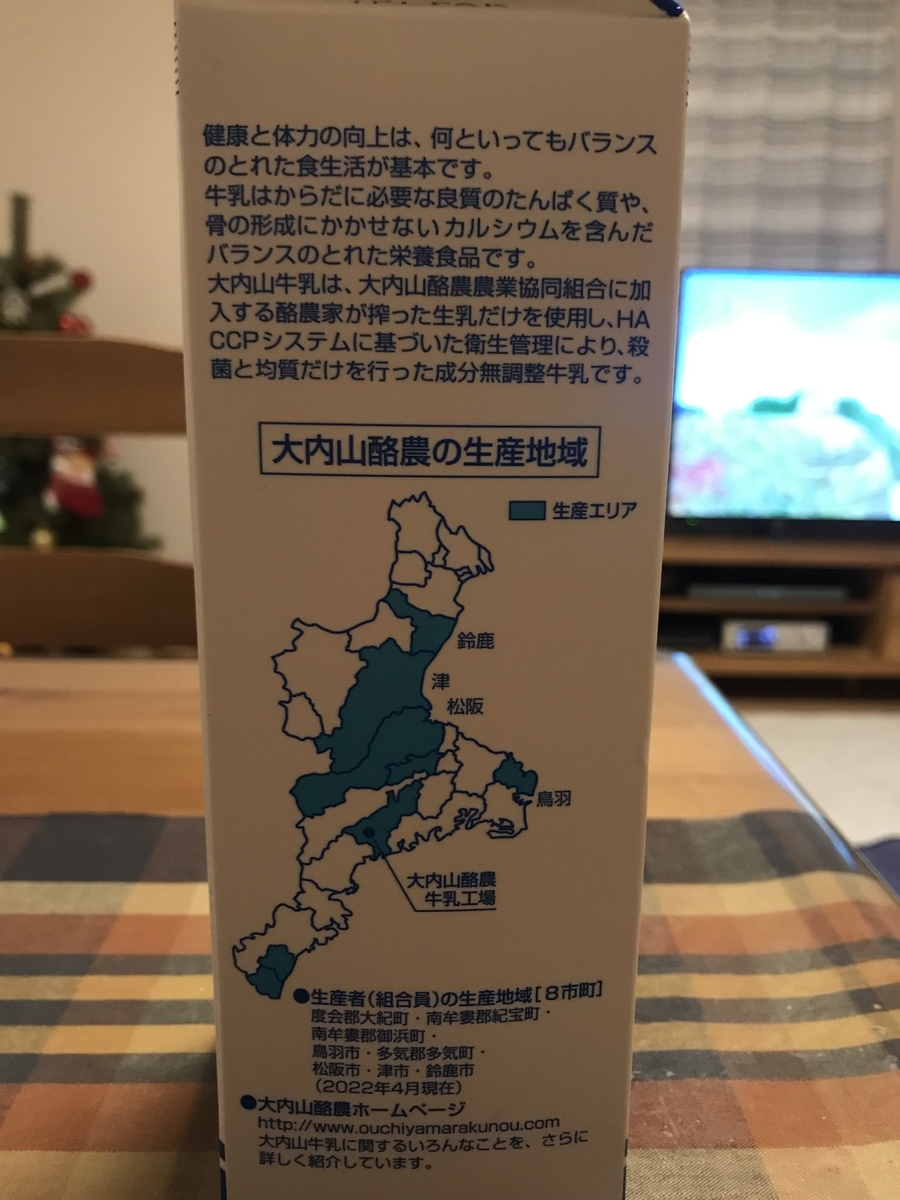 健康と体力の向上は、何といってもバランス
のとれた食生活が基本です。
牛乳はからだに必要な良質のたんぱく質や、
骨の形成にかかせないカルシウムを含んだ
バランスのとれた栄養食品です。
大内山牛乳は、大内山酪農農業協同組合に加
入する酪農家が搾った生乳だけを使用し、HA
CCPシステムに基づいた衛生管理により、殺
菌と均質だけを行った成分無調整牛乳です。
大内山酪農の生産地域
生産エリア
鈴鹿
津
松阪
鳥羽
大内山酪農
牛乳工場
●生産者(組合員)の生産地域[8市町]
度会郡大紀町・南牟婁郡紀宝町・
南牟婁郡御浜町・
鳥羽市・多気郡多気町・
松阪市・津市・鈴鹿市
(2022年4月現在)
●大内山酪農ホームページ
http://www.ouchiyamarakunou.com
大内山牛乳に関するいろんなことを、さらに
詳しく紹介しています。